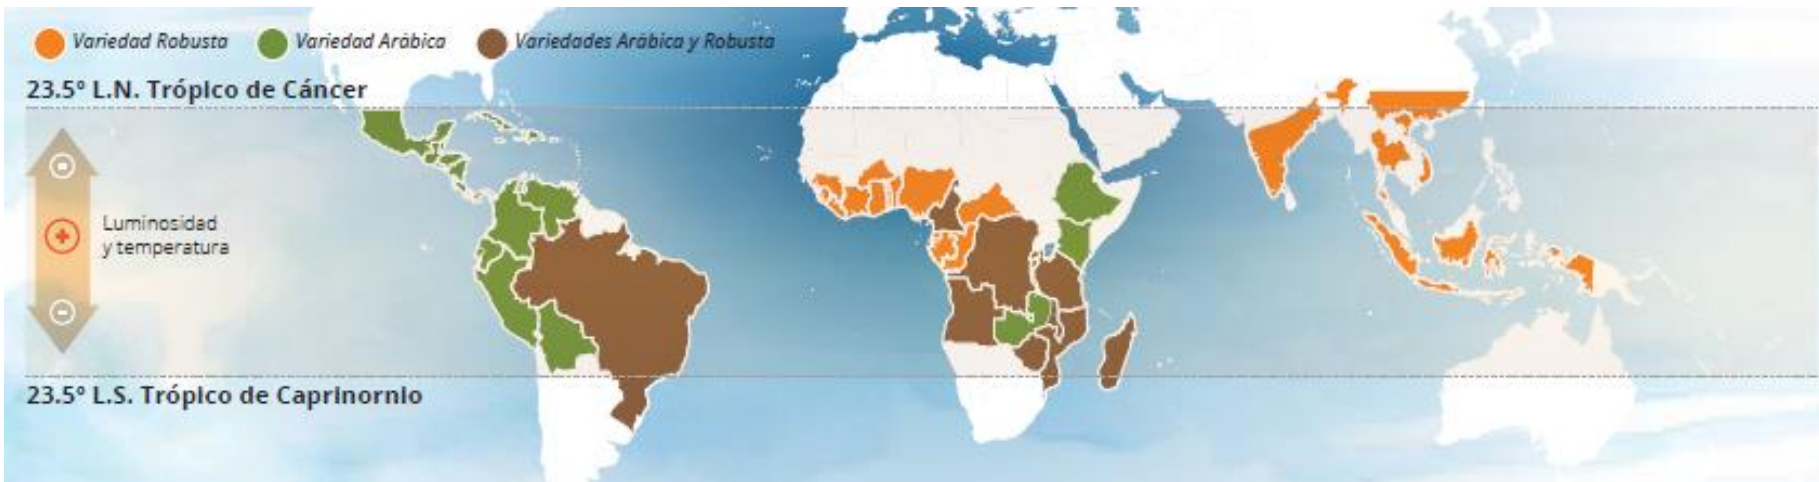 Variedad Robusta
Variedad Arábica
Variedades Arábica y Robusta
23.5° L.N. Trópico de Cáncer
Luminosidad
y temperatura
23.5° L.S. Trópico de Caprinornio